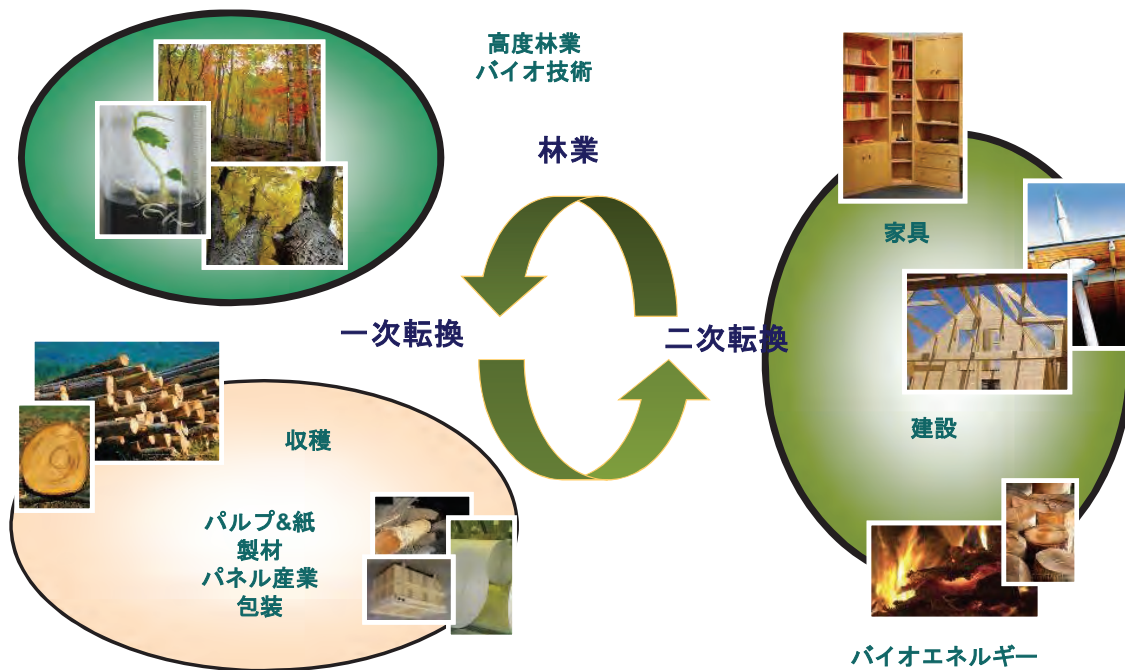 高度林業
バイオ技術
林業
家具
一次転換
二次転換
収穫
建設
パルプ&紙
製材
パネル産業
包装
バイオエネルギー